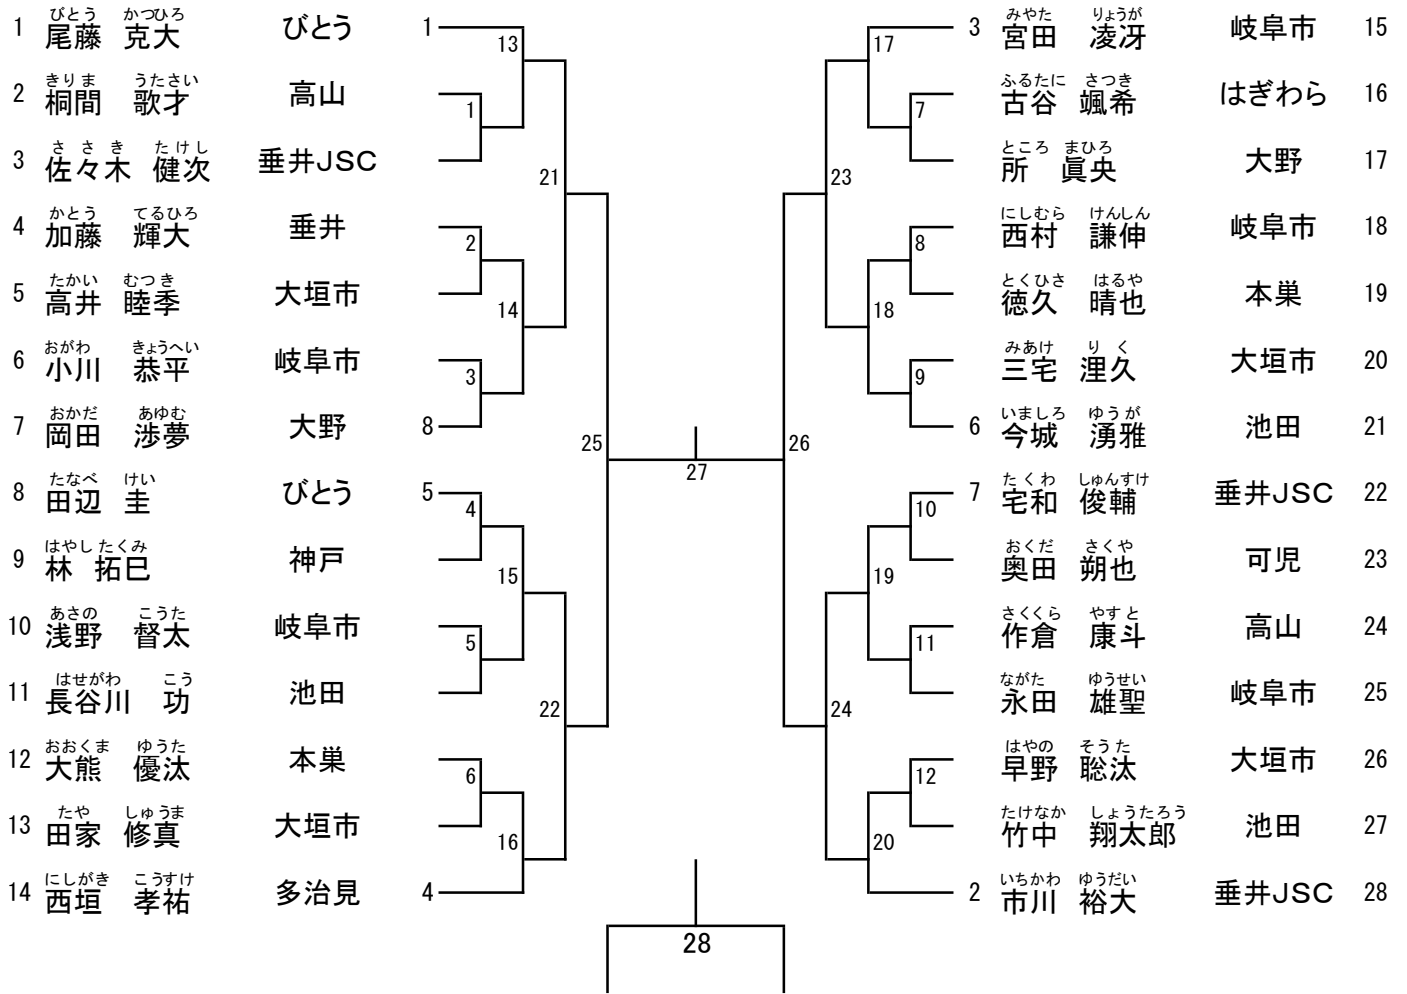 びとう かつひろ
1 尾藤 克大 びとう 1
きりま うたさい
2 桐間 歌才 高山
ささき たけし
3 佐々木 健次 垂井JSC
かとう てるひろ
4 加藤 輝大 垂井
たかい むつき
5 高井 睦季 大垣市
おがわ きょうへい
6 小川 恭平 岐阜市
おかだ あゆむ
7 岡田 渉夢 大野 8
たなべ けい
8 田辺 圭 びとう 5
はやし たくみ
9 林 拓巳 神戸
あさの こうた
10 浅野 督太 岐阜市
はせがわ こう
11 長谷川 功 池田
おおくま ゆうた
12 大熊 優汰 本巣
たや しゅうま
13 田家 修真 大垣市
にしがき こうすけ
14 西垣 孝祐 多治見 4
13
1
21
2
14
3
25
4
15
5
22
6
16
27
28
26
17
7
23
8
18
9
10
19
11
24
12
20
みやた りょうが
3 宮田 凌冴 岐阜市 15
ふるたに さつき
古谷 颯希 はぎわら 16
ところ まひろ
所 眞央 大野 17
にしむら けんしん
西村 謙伸 岐阜市 18
とくひさ はるや
徳久 晴也 本巣 19
みあけ りく
三宅 浬久 大垣市 20
いましろ ゆうが
6 今城 湧雅 池田 21
たくわ しゅんすけ
7 宅和 俊輔 垂井JSC 22
おくだ さくや
奥田 朔也 可児 23
さくくら やすと
作倉 康斗 高山 24
ながた ゆうせい
永田 雄聖 岐阜市 25
はやの そうた
早野 聡汰 大垣市 26
たけなか しょうたろう
竹中 翔太郎 池田 27
いちかわ ゆうだい
2 市川 裕大 垂井JSC 28